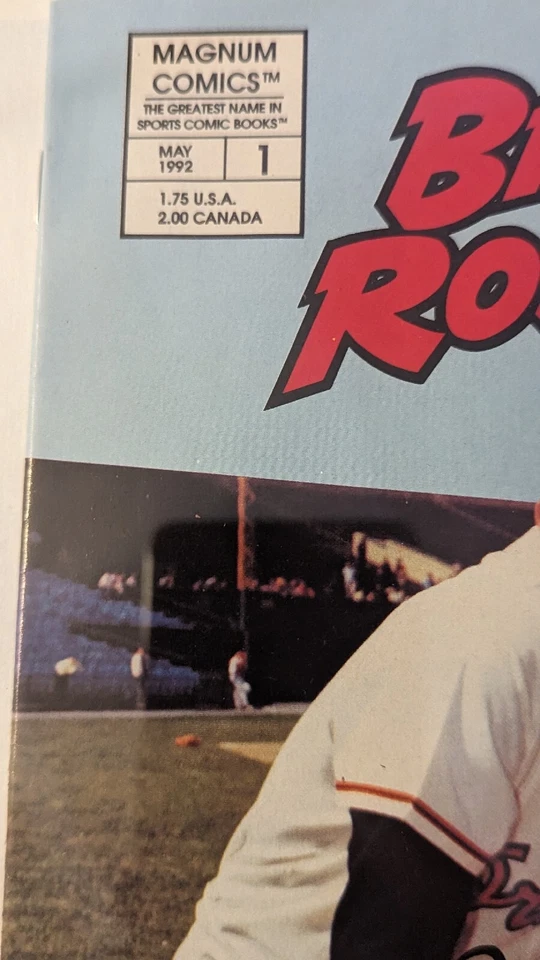 MAGNUM
COMICS™
THE GREATEST NAME IN
SPORTS COMIC BOOKS™
MAY
1992
1
1.75 U.S.A.
2.00 CANADA